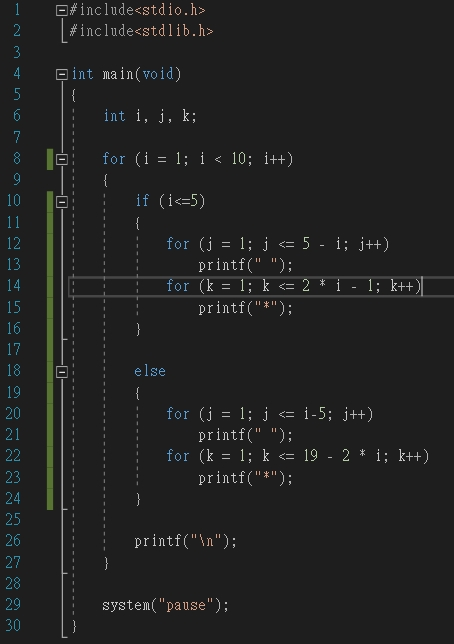 1 #include<stdio.h>
2 #include<stdlib.h>
3
4 int main(void)
5 {
6     int i, j, k;
7
8     for (i = 1; i < 10; i++)
9     {
10         if (i<=5)
11         {
12             for (j = 1; j <= 5 - i; j++)
13                 printf(" ");
14             for (k = 1; k <= 2 * i - 1; k++)
15                 printf("*");
16         }
17
18         else
19         {
20             for (j = 1; j <= i-5; j++)
21                 printf(" ");
22             for (k = 1; k <= 19 - 2 * i; k++)
23                 printf("*");
24         }
25
26         printf("\n");
27     }
28
29     system("pause");
30 }